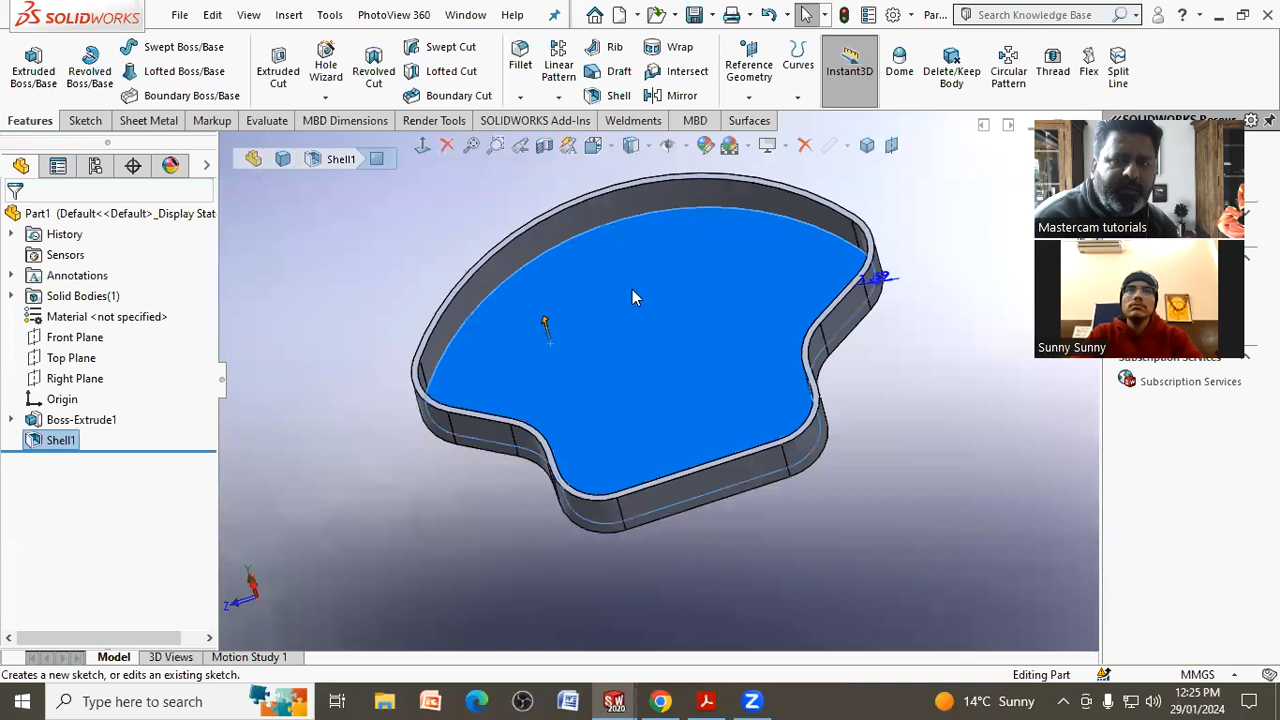 SOLIDWORKS
File
Edit
View
Insert
Tools
PhotoView 360
Window
Help
Par...
Search Knowledge Base
?
Extruded Boss/Base
Revolved Boss/Base
Swept Boss/Base
Lofted Boss/Base
Boundary Boss/Base
Extruded Cut
Hole Wizard
Revolved Cut
Swept Cut
Lofted Cut
Boundary Cut
Fillet
Linear Pattern
Rib
Draft
Shell
Wrap
Intersect
Mirror
Reference Geometry
Curves
Instant3D
Dome
Delete/Keep Body
Circular Pattern
Thread
Flex
Split Line
Features
Sketch
Sheet Metal
Markup
Evaluate
MBD Dimensions
Render Tools
SOLIDWORKS Add-Ins
Weldments
MBD
Surfaces
Shell1
Part1 (Default<<Default>_Display Stat
History
Sensors
Annotations
Solid Bodies(1)
Material <not specified>
Front Plane
Top Plane
Right Plane
Origin
Boss-Extrude1
Shell1
Y
Z
Mastercam tutorials
Sunny Sunny
Subscription Services
Model
3D Views
Motion Study 1
Creates a new sketch, or edits an existing sketch.
Editing Part
MMGS
Type here to search
SW
2020
14°C Sunny
12:25 PM
29/01/2024